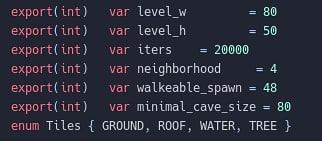 export(int) var level_w = 80
export(int) var level_h = 50
export(int) var iters = 20000
export(int) var neighborhood = 4
export(int) var walkeable_spawn = 48
export(int) var minimal_cave_size = 80
enum Tiles { GROUND, ROOF, WATER, TREE }